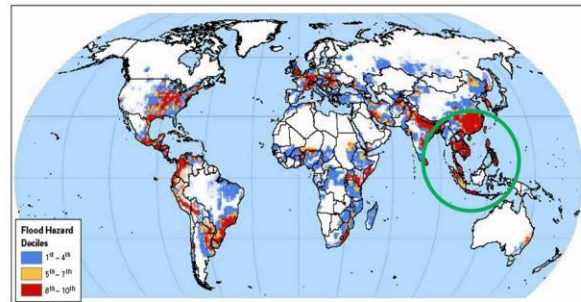 Flood Hazard
Deciles
1st – 4th
5th – 7th
8th – 10th